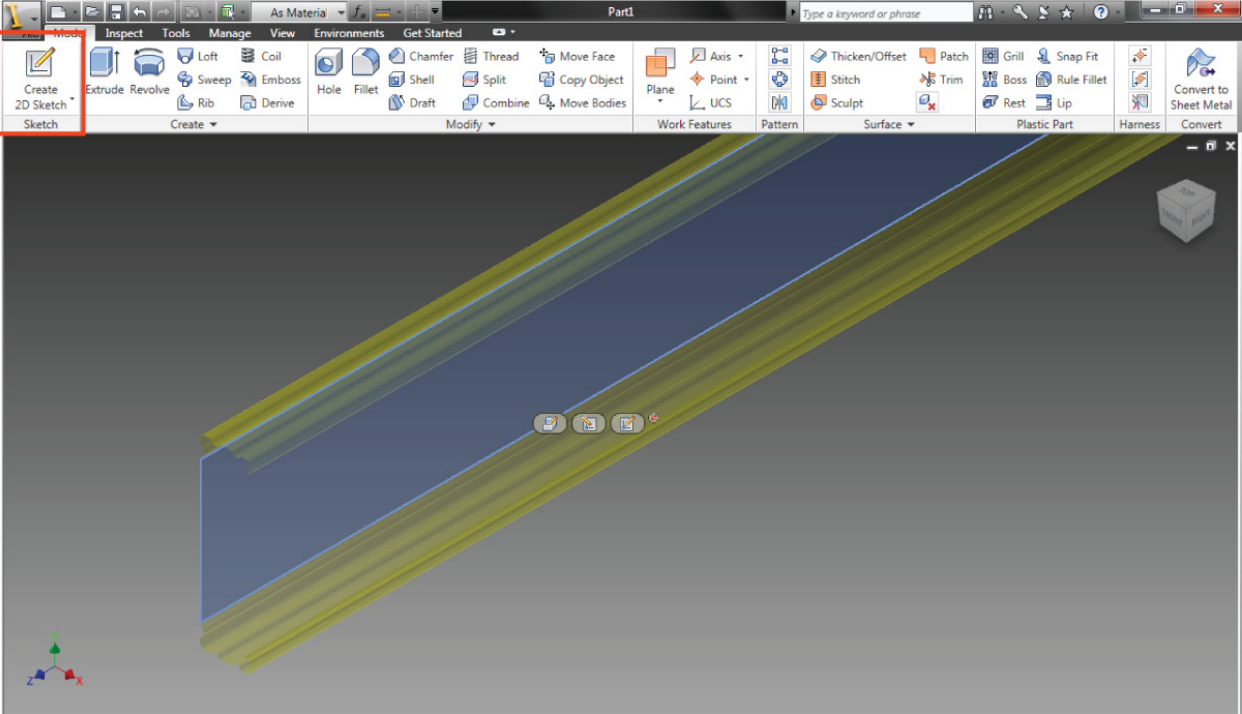 As Material Part1 Type a keyword or phrase
Model Inspect Tools Manage View Environments Get Started
Loft Coil Chamfer Thread Move Face Axis Thicken/Offset Patch Grill Snap Fit
Create 2D Sketch Extrude Revolve Sweep Emboss Hole Fillet Shell Split Copy Object Plane Point Stitch Trim Boss Rule Fillet Convert to Sheet Metal
Rib Derive Draft Combine Move Bodies UCS Sculpt Rest Lip
Sketch Create Modify Work Features Pattern Surface Plastic Part Harness Convert
TOP
FRONT RIGHT
Y
Z X